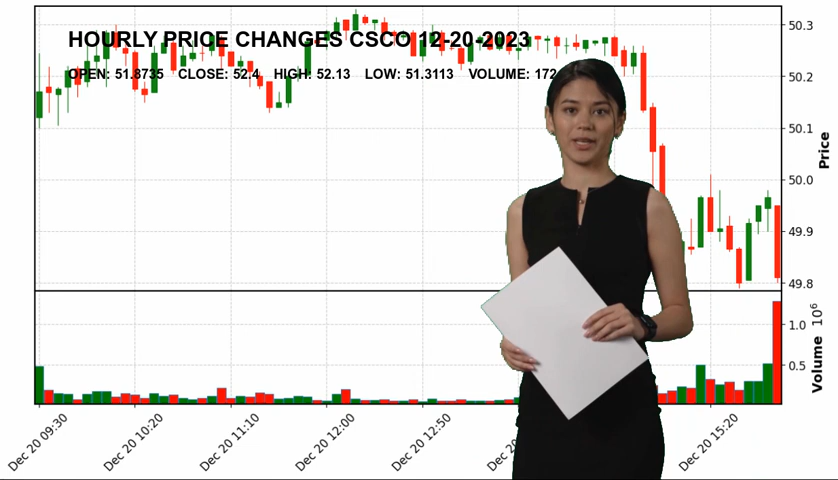 HOURLY PRICE CHANGES CSCO 12-20-2023
OPEN: 51.8735 CLOSE: 52.4 HIGH: 52.13 LOW: 51.3113 VOLUME: 172
50.3
50.2
50.1
50.0
49.9
49.8
Price
1.0
0.5
Volume 10⁶
Dec 20 09:30
Dec 20 10:20
Dec 20 11:10
Dec 20 12:00
Dec 20 12:50
Dec 20
Dec 20 15:20